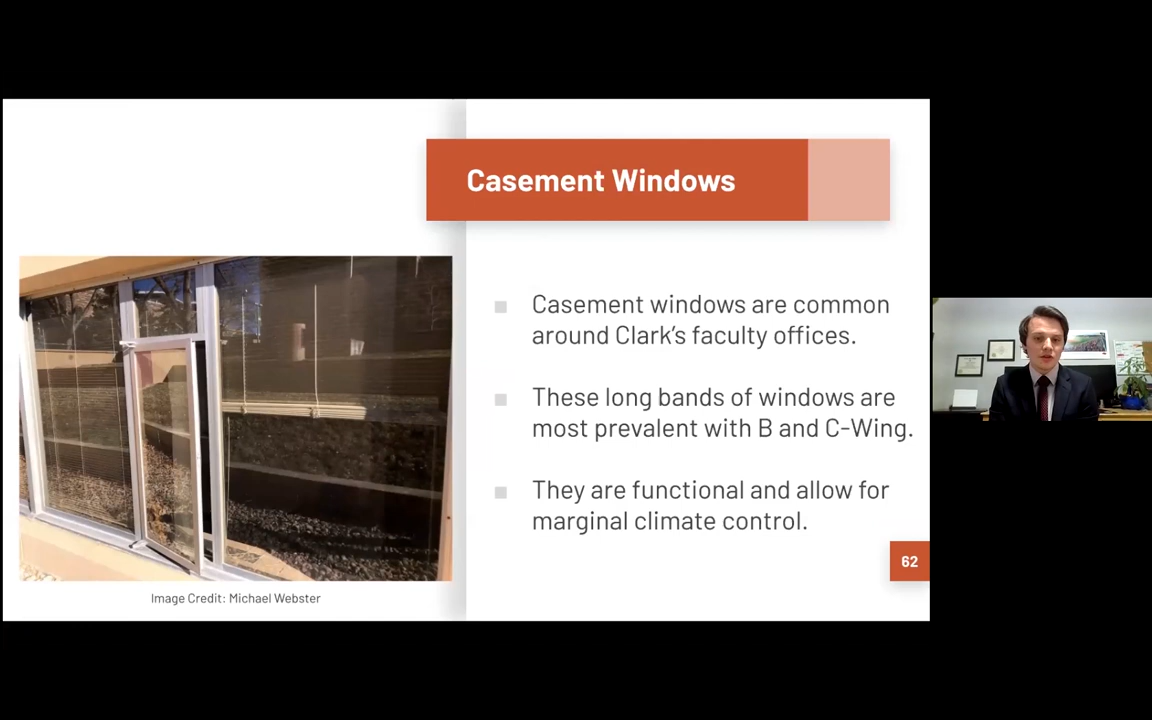 Casement Windows
Casement windows are common
around Clark's faculty offices.
These long bands of windows are
most prevalent with B and C-Wing.
They are functional and allow for
marginal climate control.
62
Image Credit: Michael Webster